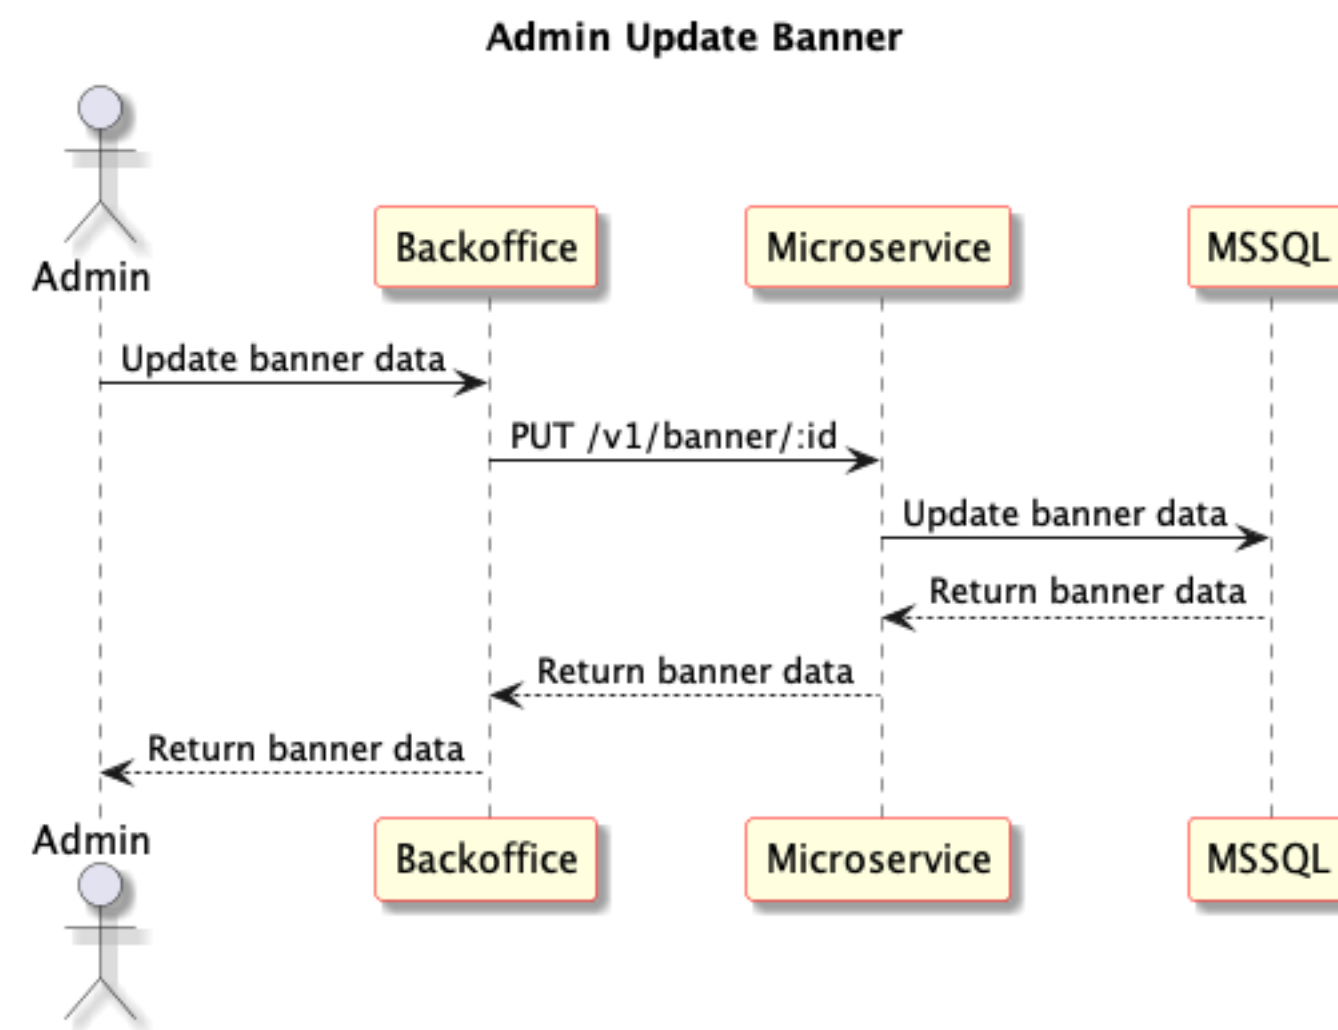 Admin Update Banner
Admin
Backoffice
Microservice
MSSQL
Update banner data
PUT /v1/banner/:id
Update banner data
Return banner data
Return banner data
Return banner data
Admin
Backoffice
Microservice
MSSQL